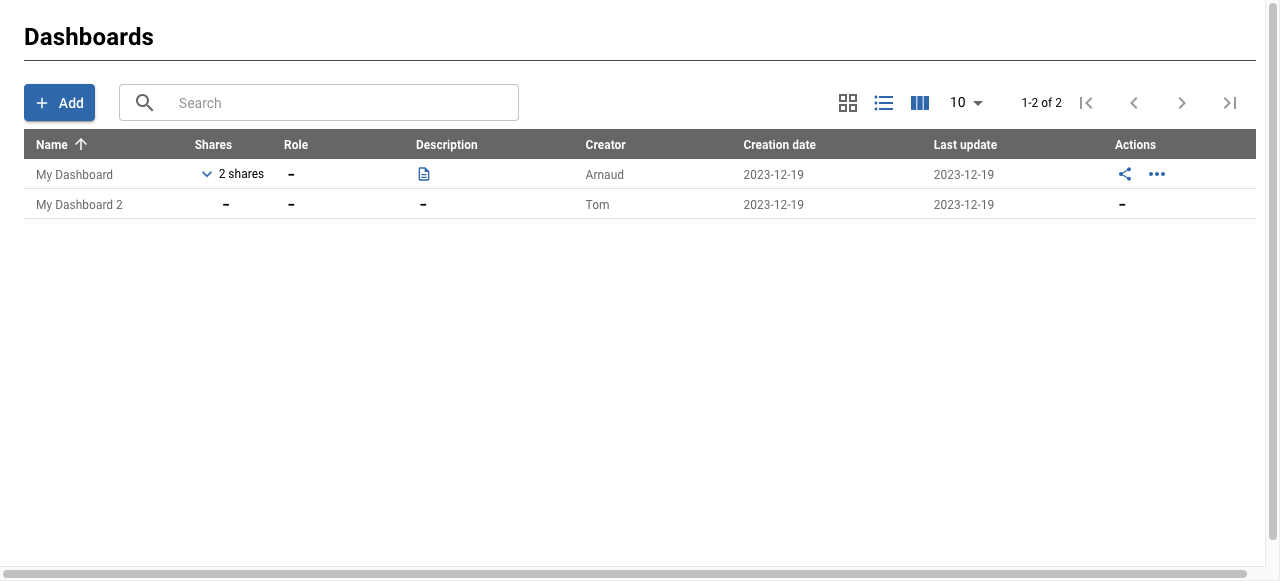 Dashboards
Add
Search
10
1-2 of 2
Name Shares Role Description Creator Creation date Last update Actions
My Dashboard 2 shares - Arnaud 2023-12-19 2023-12-19
My Dashboard 2 - - - Tom 2023-12-19 2023-12-19 -